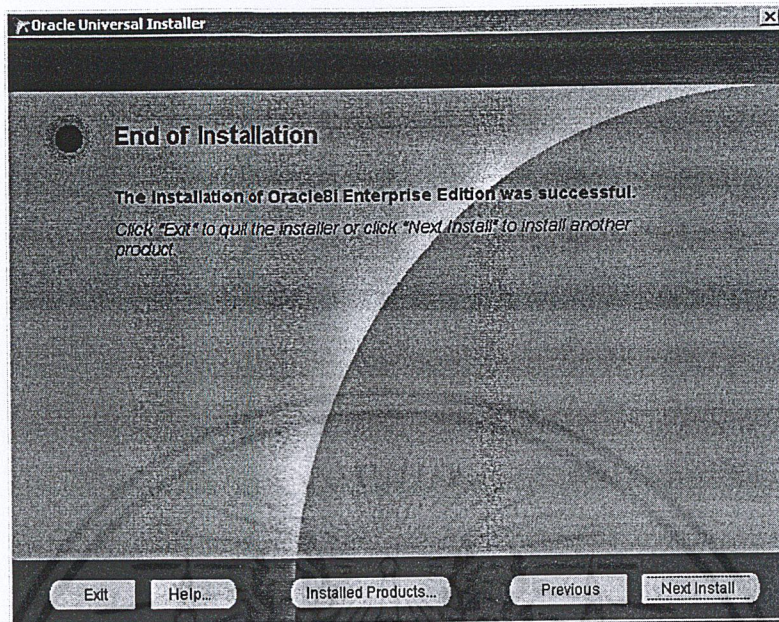 Oracle Universal Installer
End of Installation
The installation of Oracle8i Enterprise Edition was successful.
Click "Exit" to quit the installer or click "Next Install" to install another
product.
Exit
Help...
Installed Products...
Previous
Next Install